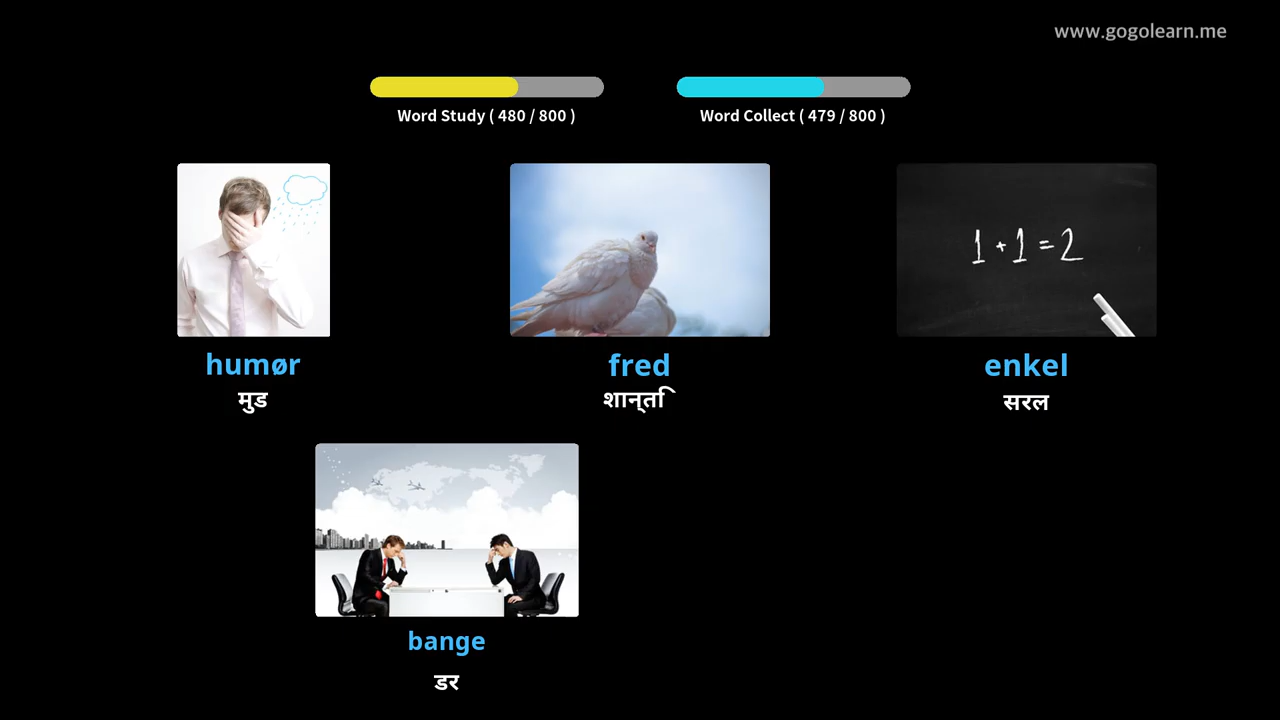 www.gogolearn.me
Word Study ( 480 / 800 )
Word Collect ( 479 / 800 )
1 + 1 = 2
humør
fred
enkel
मुड
शान्ति
सरल
bange
डर